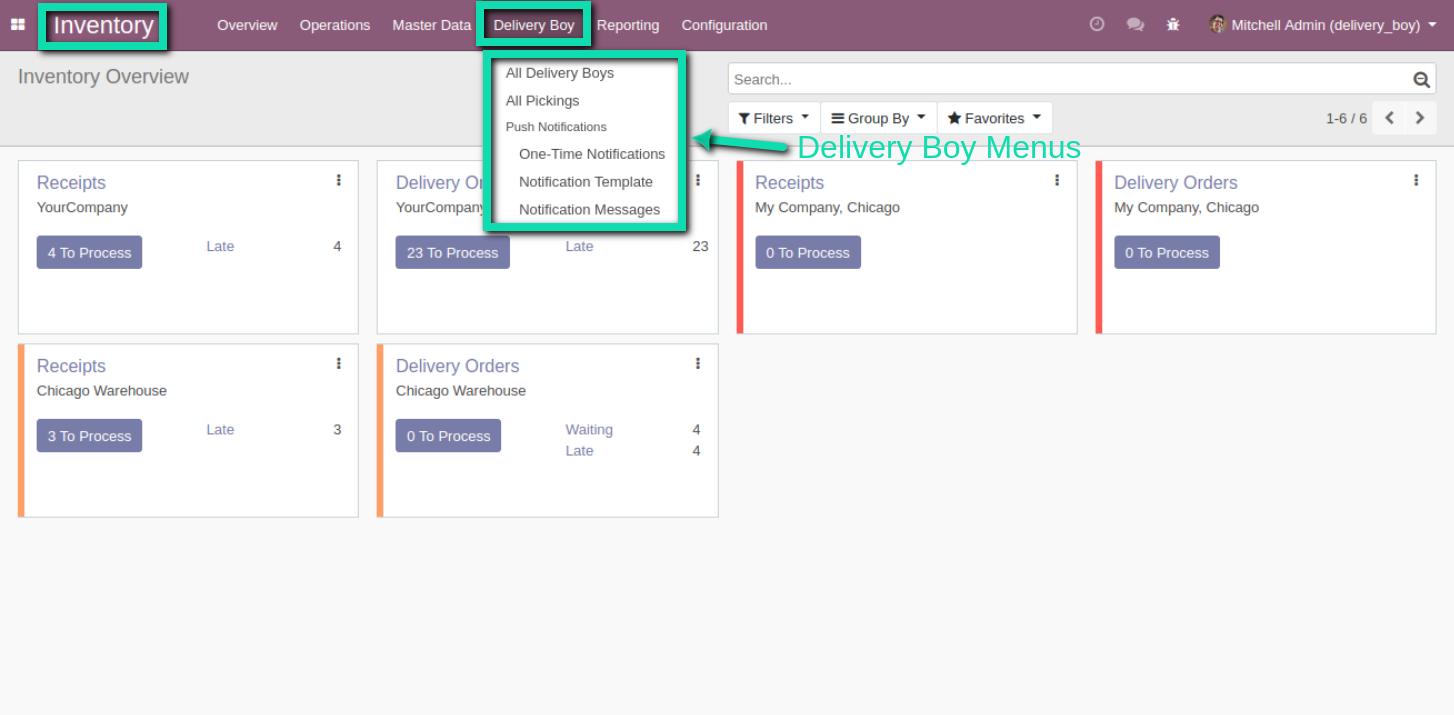 Inventory Overview Operations Master Data Delivery Boy Reporting Configuration Mitchell Admin (delivery_boy)
Inventory Overview
Search...
Filters Group By Favorites 1-6 / 6
All Delivery Boys
All Pickings
Push Notifications
One-Time Notifications
Notification Template
Notification Messages
Delivery Boy Menus
Receipts
YourCompany
4 To Process Late 4
Delivery Or
YourCompany
23 To Process Late 23
Receipts
My Company, Chicago
0 To Process
Delivery Orders
My Company, Chicago
0 To Process
Receipts
Chicago Warehouse
3 To Process Late 3
Delivery Orders
Chicago Warehouse
0 To Process Waiting 4
Late 4